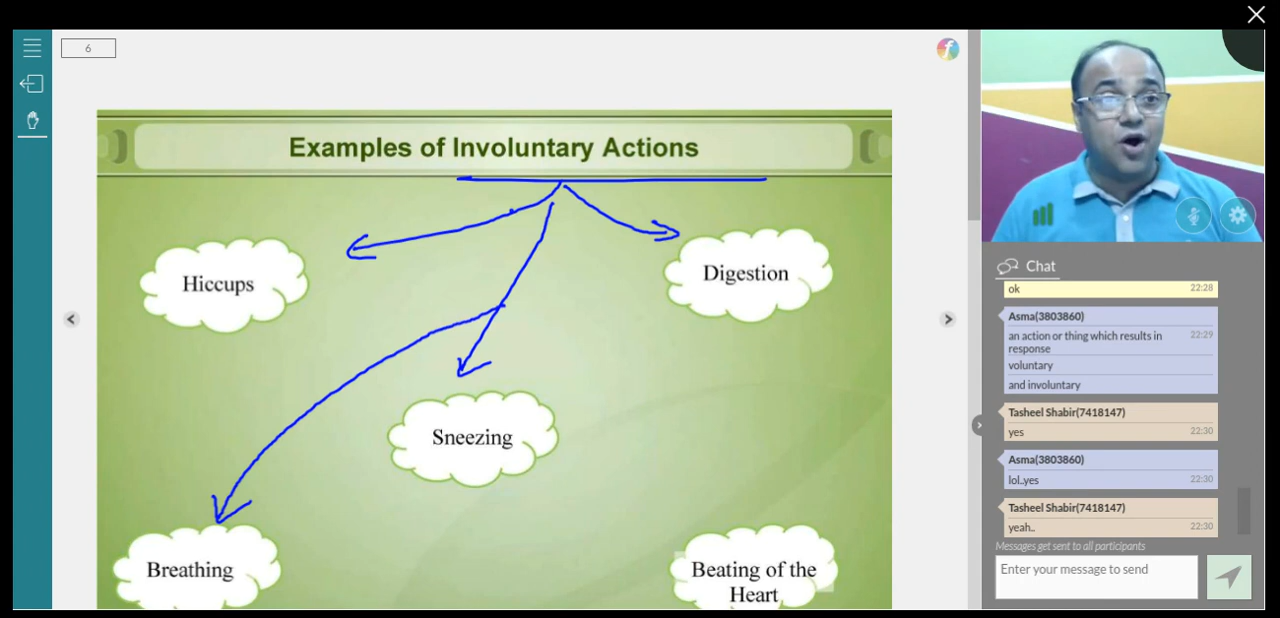 6
Examples of Involuntary Actions
Hiccups
Digestion
Sneezing
Breathing
Beating of the
Heart
Chat
ok 22:28
Asma(3803860)
an action or thing which results in 22:29
response
voluntary
and involuntary
Tasheel Shabir(7418147)
yes 22:30
Asma(3803860)
lol..yes 22:30
Tasheel Shabir(7418147)
yeah.. 22:30
Messages get sent to all participants
Enter your message to send